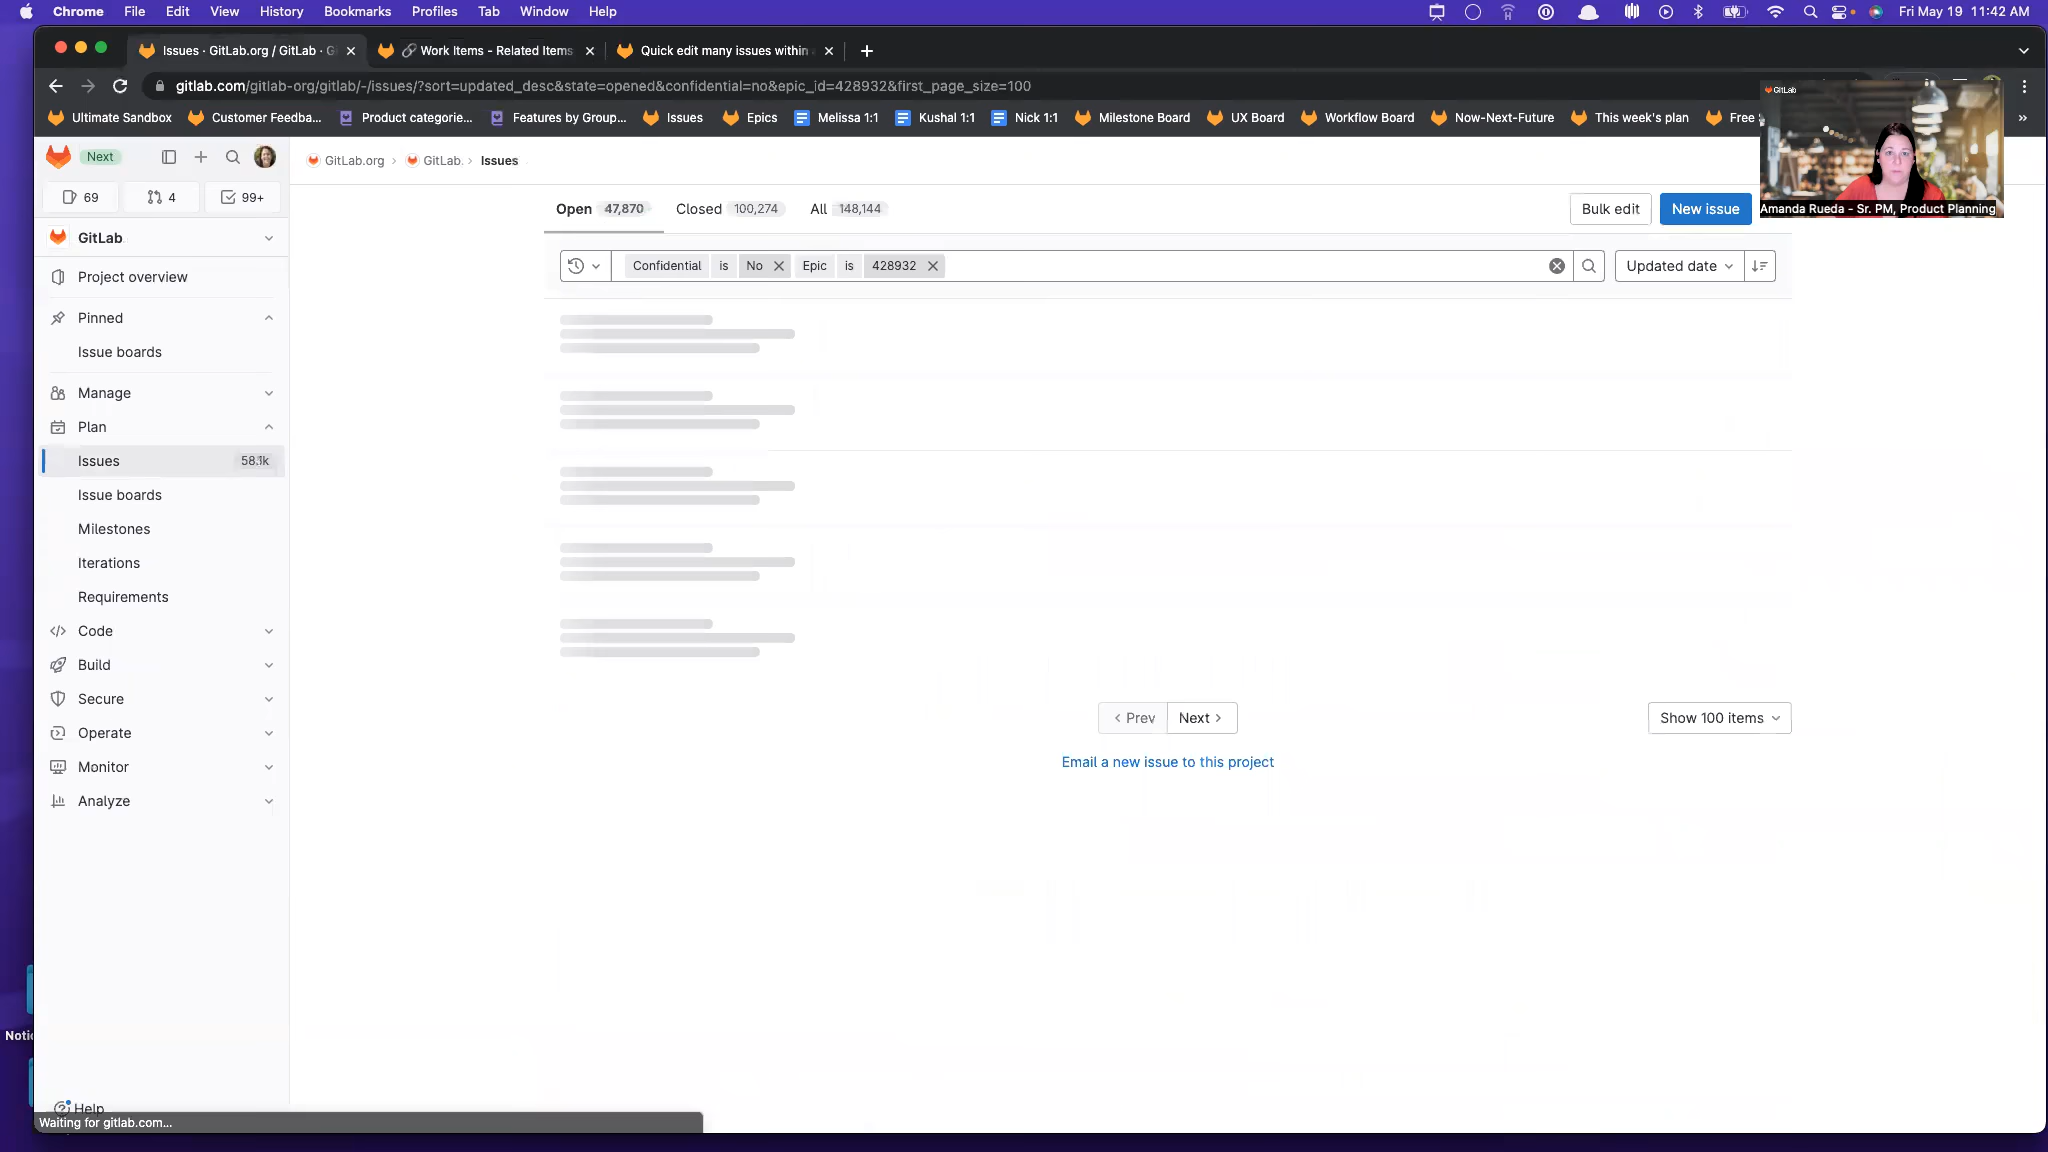 Chrome File Edit View History Bookmarks Profiles Tab Window Help Fri May 19 11:42 AM
Issues · GitLab.org / GitLab · G Work Items - Related Items Quick edit many issues within
gitlab.com/gitlab-org/gitlab/-/issues/?sort=updated_desc&state=opened&confidential=no&epic_id=428932&first_page_size=100
Ultimate Sandbox Customer Feedba... Product categorie... Features by Group... Issues Epics Melissa 1:1 Kushal 1:1 Nick 1:1 Milestone Board UX Board Workflow Board Now-Next-Future This week's plan Free
GitLab
Amanda Rueda - Sr. PM, Product Planning
Next
69 4 99+
GitLab
Project overview
Pinned
Issue boards
Manage
Plan
Issues 58.1k
Issue boards
Milestones
Iterations
Requirements
Code
Build
Secure
Operate
Monitor
Analyze
Help
GitLab.org › GitLab. › Issues
Open 47,870 Closed 100,274 All 148,144
Bulk edit New issue
Confidential is No Epic is 428932
Updated date
Prev Next
Show 100 items
Email a new issue to this project
Waiting for gitlab.com...